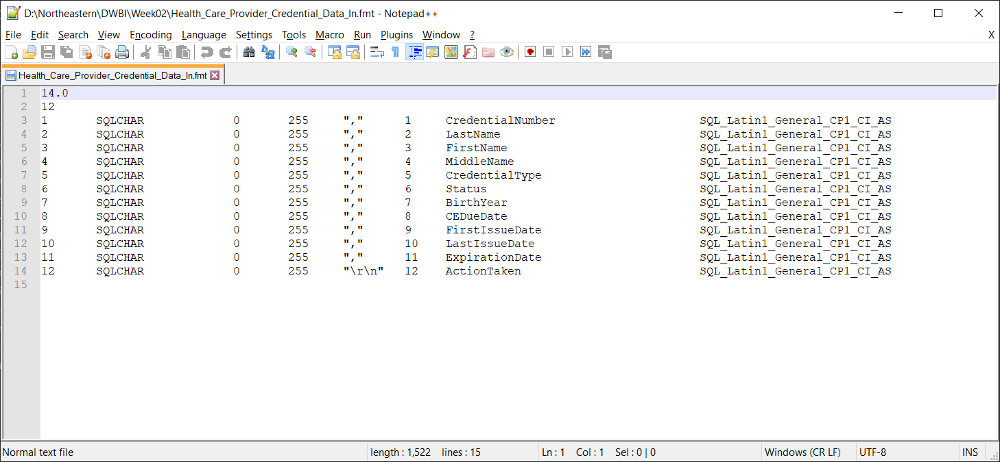 D:\Northeastern\DWBI\Week02\Health_Care_Provider_Credential_Data_In.fmt - Notepad++
File Edit Search View Encoding Language Settings Tools Macro Run Plugins Window ? X
Health_Care_Provider_Credential_Data_In.fmt
1 14.0
2 12
3 1 SQLCHAR 0 255 "," 1 CredentialNumber SQL_Latin1_General_CP1_CI_AS
4 2 SQLCHAR 0 255 "," 2 LastName SQL_Latin1_General_CP1_CI_AS
5 3 SQLCHAR 0 255 "," 3 FirstName SQL_Latin1_General_CP1_CI_AS
6 4 SQLCHAR 0 255 "," 4 MiddleName SQL_Latin1_General_CP1_CI_AS
7 5 SQLCHAR 0 255 "," 5 CredentialType SQL_Latin1_General_CP1_CI_AS
8 6 SQLCHAR 0 255 "," 6 Status SQL_Latin1_General_CP1_CI_AS
9 7 SQLCHAR 0 255 "," 7 BirthYear SQL_Latin1_General_CP1_CI_AS
10 8 SQLCHAR 0 255 "," 8 CEDueDate SQL_Latin1_General_CP1_CI_AS
11 9 SQLCHAR 0 255 "," 9 FirstIssueDate SQL_Latin1_General_CP1_CI_AS
12 10 SQLCHAR 0 255 "," 10 LastIssueDate SQL_Latin1_General_CP1_CI_AS
13 11 SQLCHAR 0 255 "," 11 ExpirationDate SQL_Latin1_General_CP1_CI_AS
14 12 SQLCHAR 0 255 "\r\n" 12 ActionTaken SQL_Latin1_General_CP1_CI_AS
15
Normal text file length : 1,522 lines : 15 Ln : 1 Col : 1 Sel : 0 | 0 Windows (CR LF) UTF-8 INS